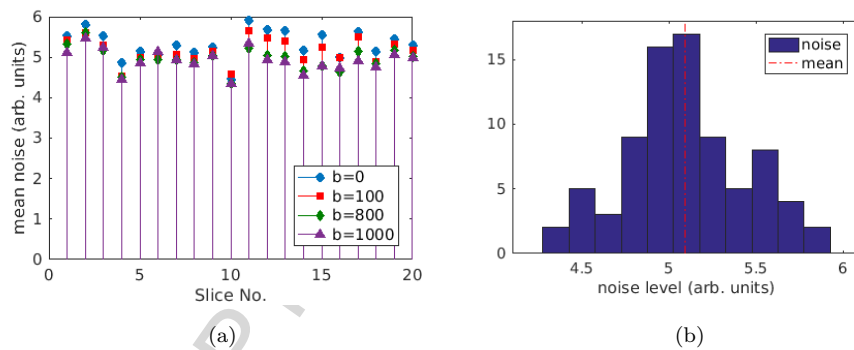 mean noise (arb. units)
6
5
4
3
2
1
0
b=0
b=100
b=800
b=1000
0 5 10 15 20
Slice No.
(a)
15
10
5
0
noise
mean
4.5 5 5.5 6
noise level (arb. units)
(b)